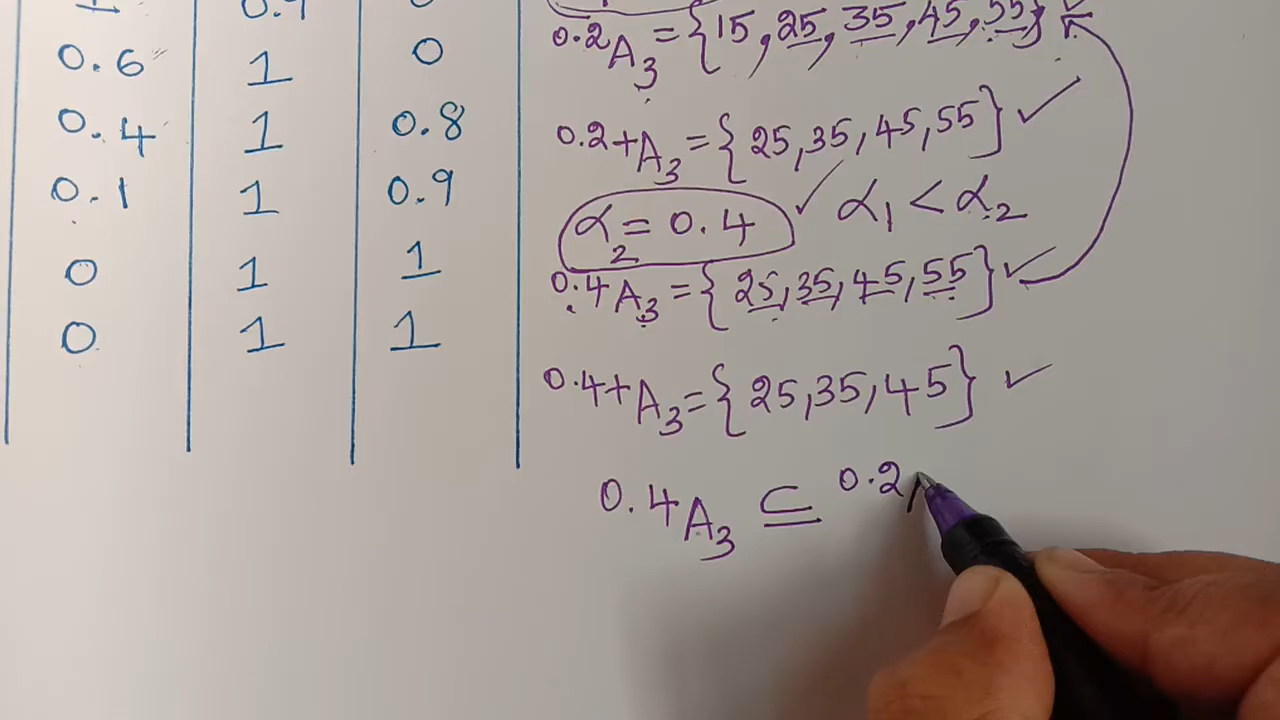 0.2A3 = {15, 25, 35, 45, 55}
0.6 1 0
0.2+A3 = {25, 35, 45, 55} ✓
0.4 1 0.8
0.1 1 0.9
α2 = 0.4 ✓ α1 < α2
0 1 1
0.4A3 = {25, 35, 45, 55} ✓
0 1 1
0.4+A3 = {25, 35, 45} ✓
0.4A3 ⊆ 0.2